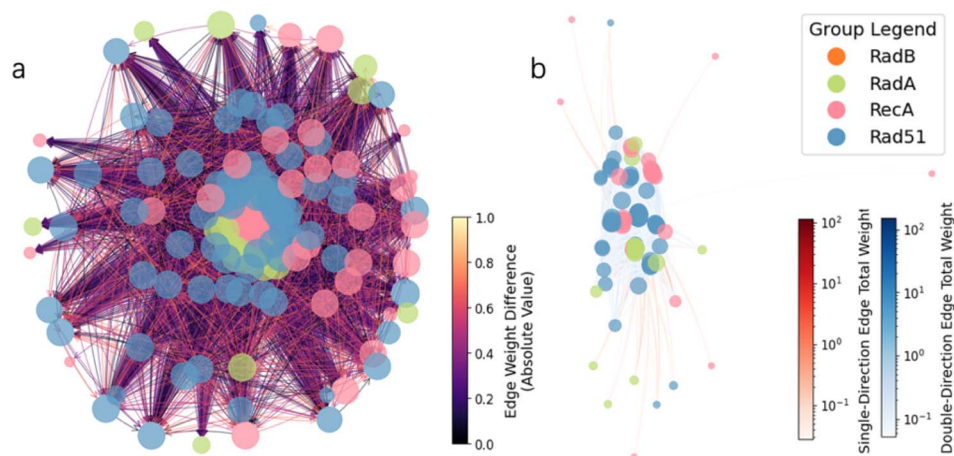 a
b
Group Legend
RadB
RadA
RecA
Rad51
Edge Weight Difference
(Absolute Value)
1.0
0.8
0.6
0.4
0.2
0.0
Single-Direction Edge Total Weight
10²
10¹
10⁰
10⁻¹
Double-Direction Edge Total Weight
10²
10¹
10⁰
10⁻¹